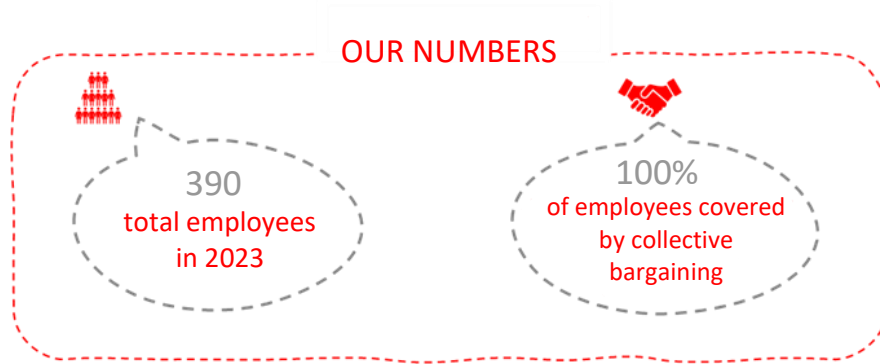 OUR NUMBERS
390
total employees
in 2023
100%
of employees covered
by collective
bargaining